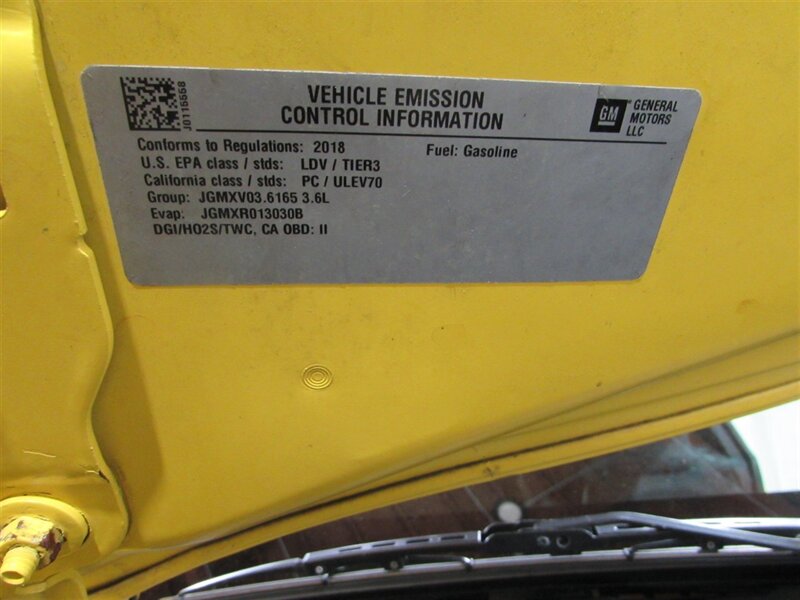 J0115568
VEHICLE EMISSION
CONTROL INFORMATION
GM
GENERAL
MOTORS
LLC
Conforms to Regulations: 2018
Fuel: Gasoline
U.S. EPA class / stds: LDV / TIER3
California class / stds: PC / ULEV70
Group: JGMXV03.6165 3.6L
Evap: JGMXR013030B
DGI/HO2S/TWC, CA OBD: II